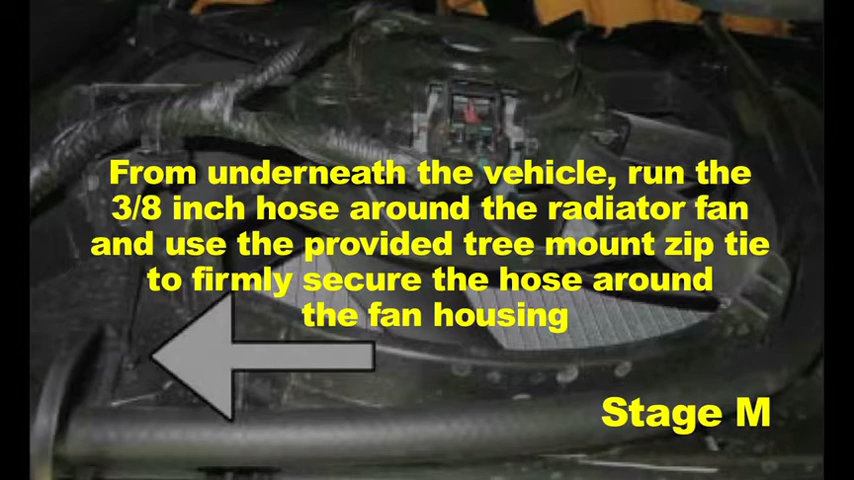 From underneath the vehicle, run the
3/8 inch hose around the radiator fan
and use the provided tree mount zip tie
to firmly secure the hose around
the fan housing
Stage M